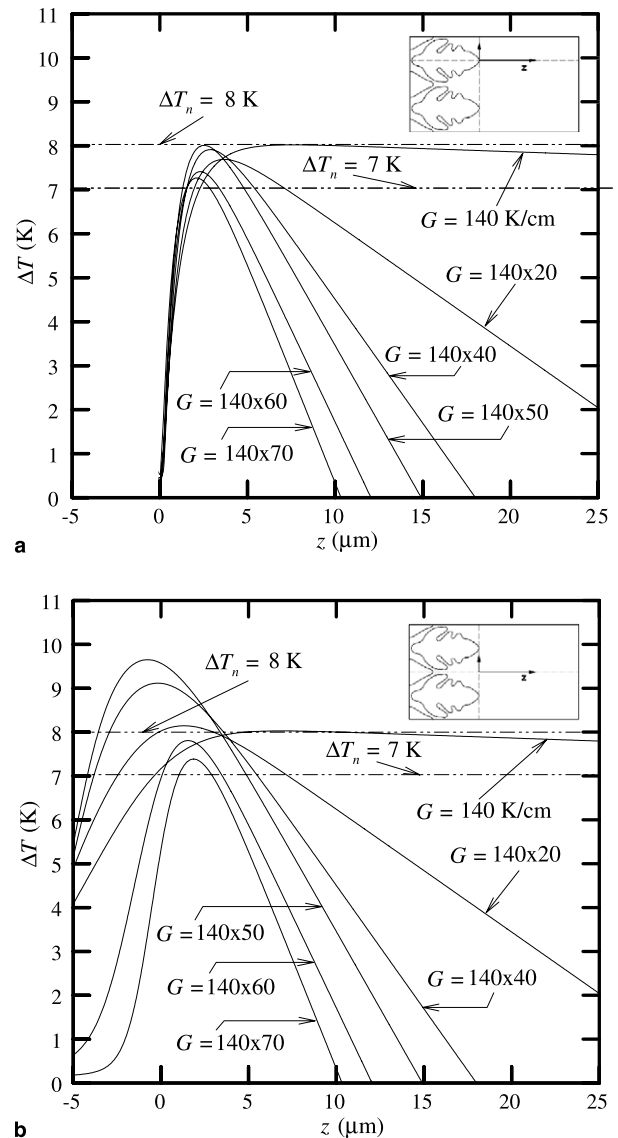 11
10
9
8
7
6
5
4
3
2
1
0
ΔT (K)
z
ΔTn = 8 K
ΔTn = 7 K
G = 140 K/cm
G = 140x20
G = 140x40
G = 140x50
G = 140x60
G = 140x70
-5 0 5 10 15 20 25
z (μm)
a
11
10
9
8
7
6
5
4
3
2
1
0
ΔT (K)
z
ΔTn = 8 K
ΔTn = 7 K
G = 140 K/cm
G = 140x20
G = 140x50
G = 140x60
G = 140x40
G = 140x70
-5 0 5 10 15 20 25
z (μm)
b